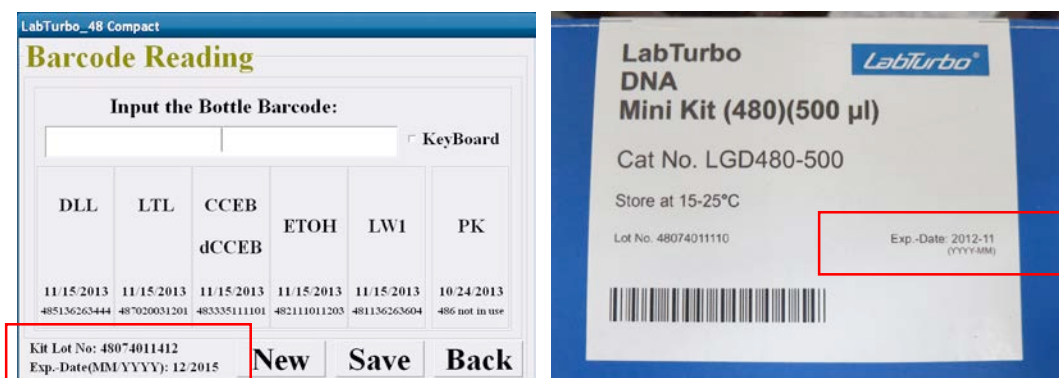 LabTurbo_48 Compact
Barcode Reading
Input the Bottle Barcode:
KeyBoard
DLL LTL CCEB dCCEB ETOH LW1 PK
11/15/2013 11/15/2013 11/15/2013 11/15/2013 11/15/2013 10/24/2013
485136263444 487020031201 483335111101 482111011203 481136263604 486 not in use
Kit Lot No: 48074011412
Exp.-Date(MM/YYYY): 12/2015
New Save Back
LabTurbo
DNA
Mini Kit (480)(500 µl)
LabTurbo®
Cat No. LGD480-500
Store at 15-25°C
Lot No. 48074011110
Exp.-Date: 2012-11
(YYYY-MM)